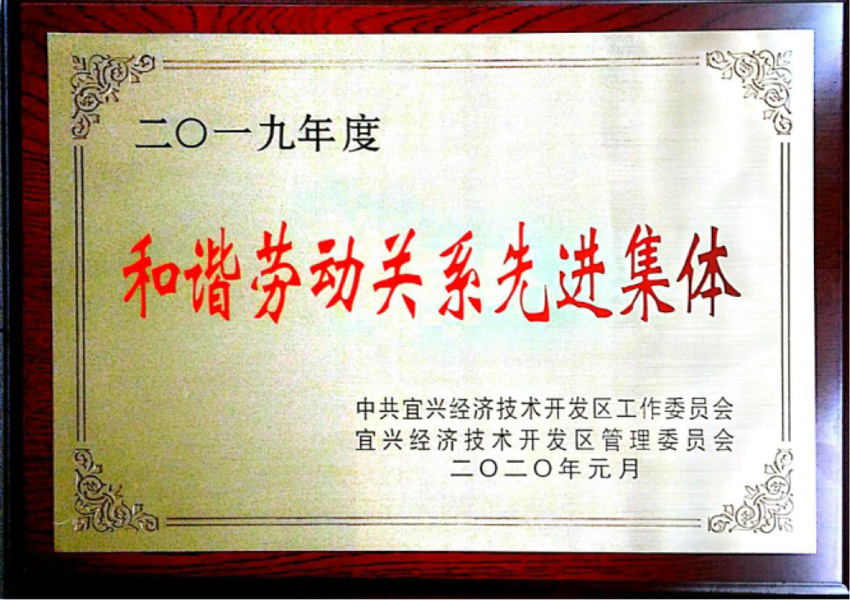 二〇一九年度
和谐劳动关系先进集体
中共宜兴经济技术开发区工作委员会
宜兴经济技术开发区管理委员会
二〇二〇年元月